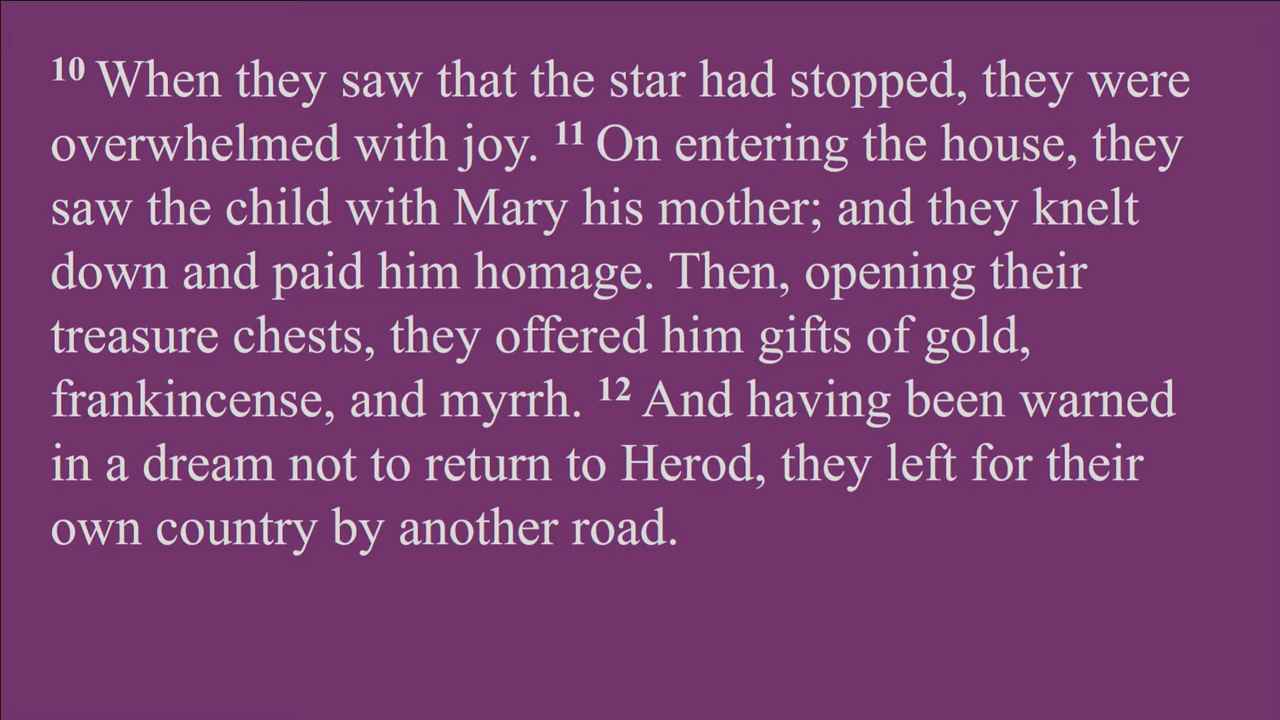 10 When they saw that the star had stopped, they were
overwhelmed with joy. 11 On entering the house, they
saw the child with Mary his mother; and they knelt
down and paid him homage. Then, opening their
treasure chests, they offered him gifts of gold,
frankincense, and myrrh. 12 And having been warned
in a dream not to return to Herod, they left for their
own country by another road.